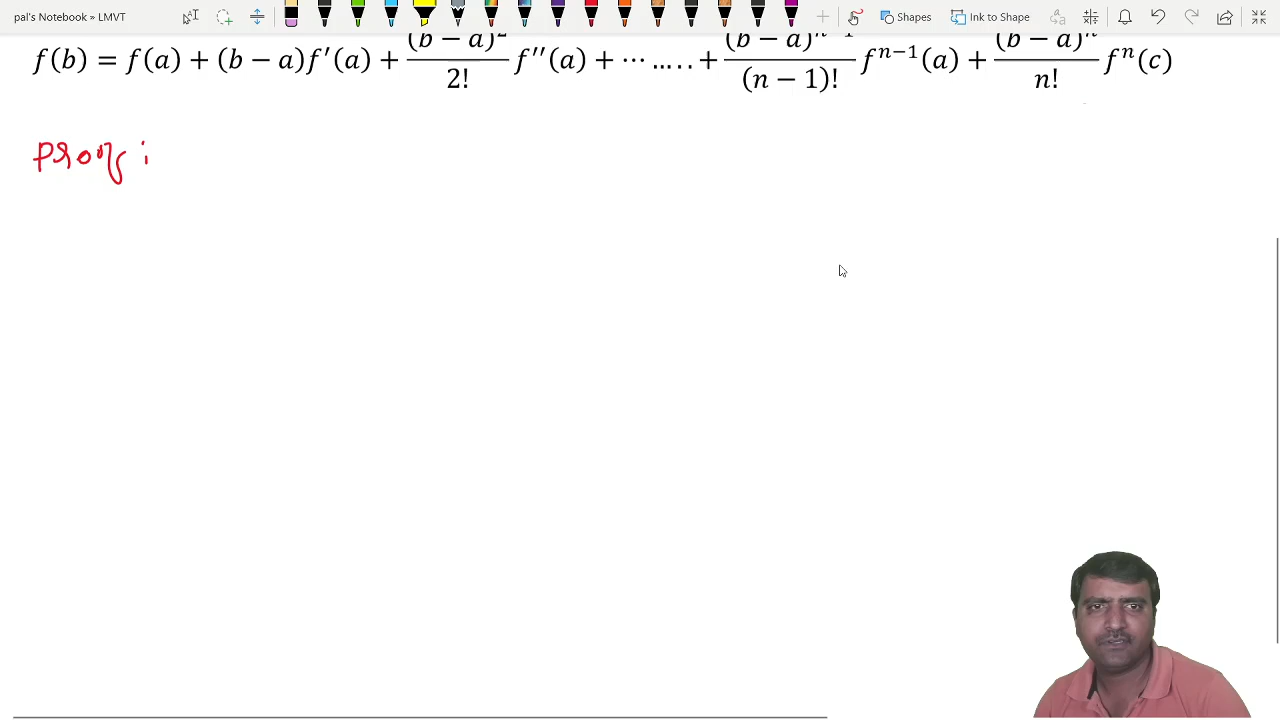 pal's Notebook » LMVT Shapes Ink to Shape
f(b) = f(a) + (b − a)f′(a) + (b − a)²/2! f′′(a) + ⋯ ….. + (b − a)ⁿ⁻¹/(n − 1)! fⁿ⁻¹(a) + (b − a)ⁿ/n! fⁿ(c)
Proof :